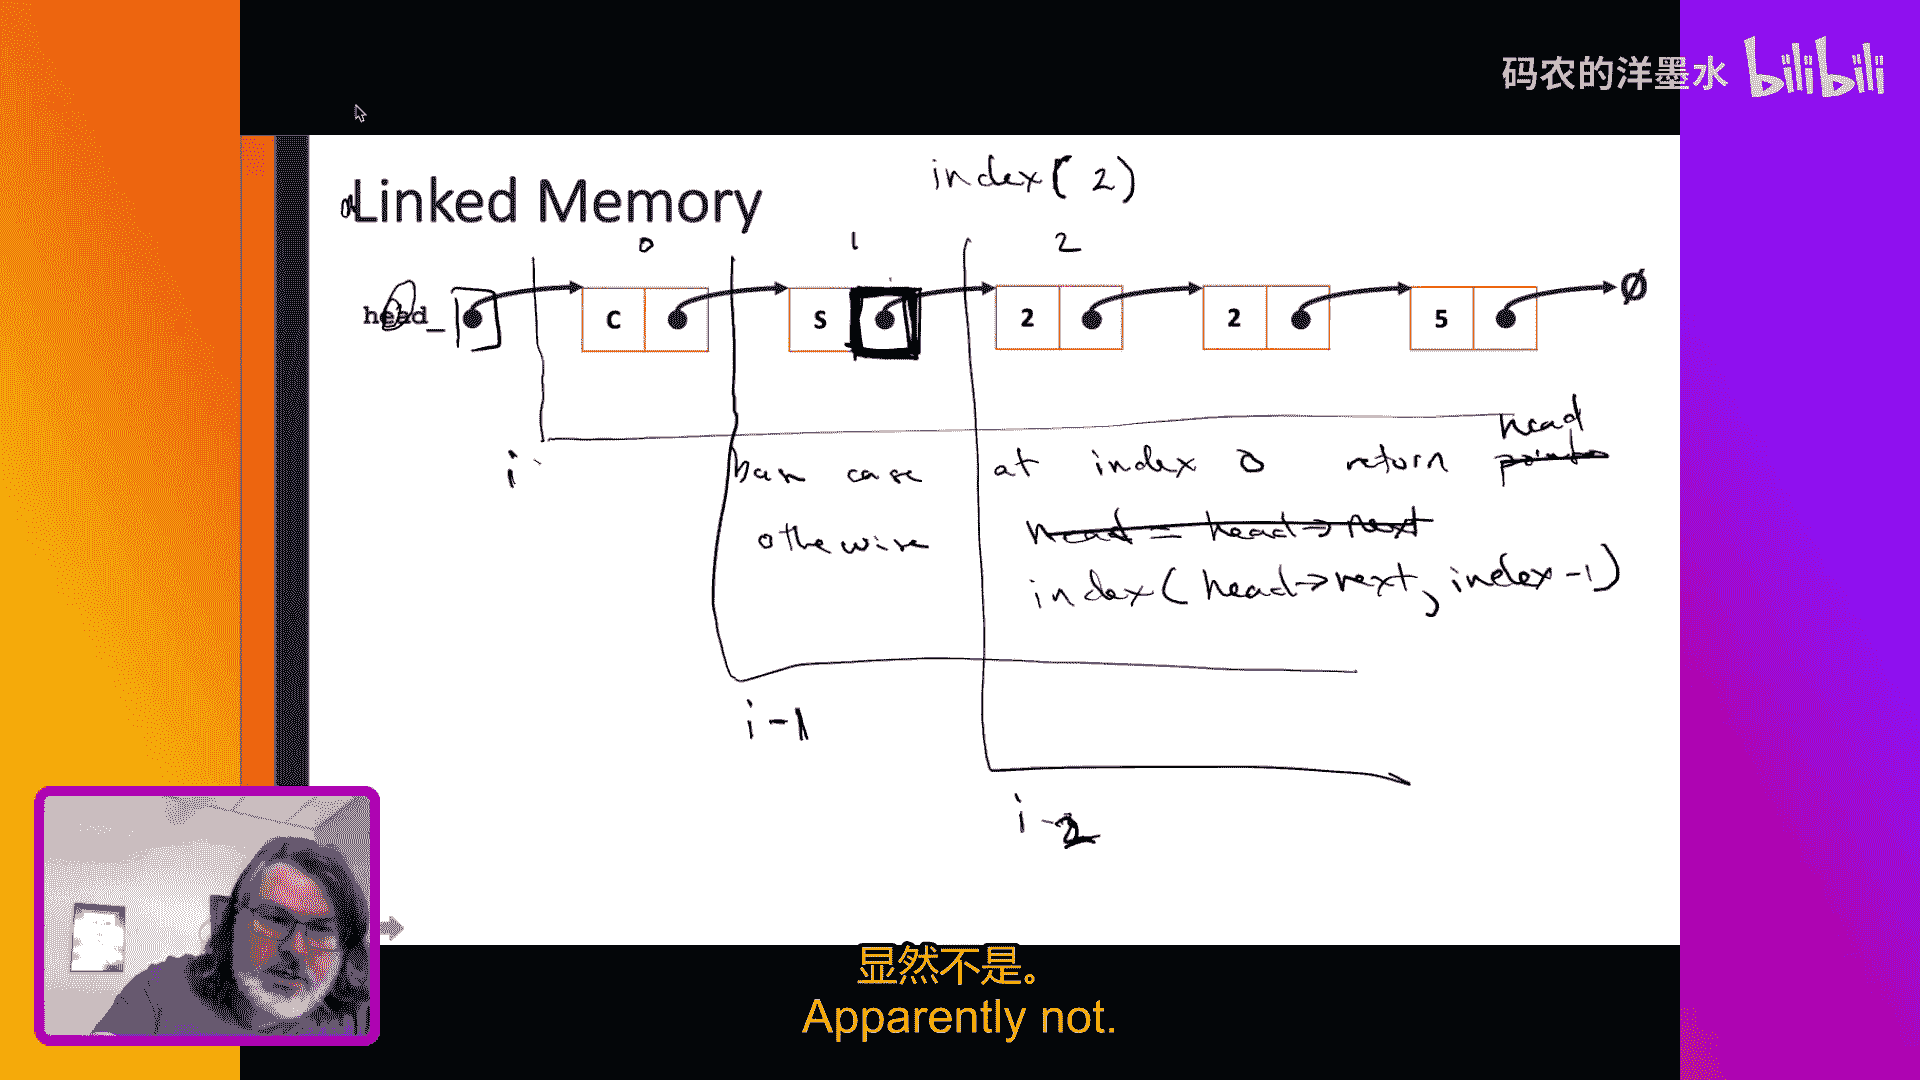 码农的洋墨水 bilibili
index(2)
Linked Memory
0 1 2
head_ C S 2 2 5 Ø
head
i base case at index 0 return points
otherwise head = head→next
index(head→next, index-1)
i-1
i-2
显然不是。
Apparently not.